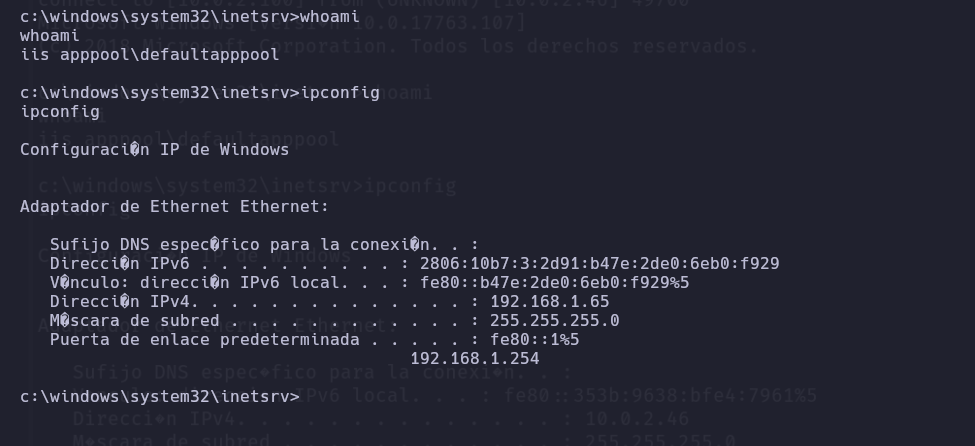 c:\windows\system32\inetsrv>whoami
whoami
iis apppool\defaultapppool
c:\windows\system32\inetsrv>ipconfig
ipconfig
Configuraci�n IP de Windows
Adaptador de Ethernet Ethernet:
Sufijo DNS espec�fico para la conexi�n. . :
Direcci�n IPv6 . . . . . . . . . . : 2806:10b7:3:2d91:b47e:2de0:6eb0:f929
V�nculo: direcci�n IPv6 local. . . : fe80::b47e:2de0:6eb0:f929%5
Direcci�n IPv4. . . . . . . . . . . . . . : 192.168.1.65
M�scara de subred . . . . . . . . . . . . : 255.255.255.0
Puerta de enlace predeterminada . . . . . : fe80::1%5
192.168.1.254
c:\windows\system32\inetsrv>